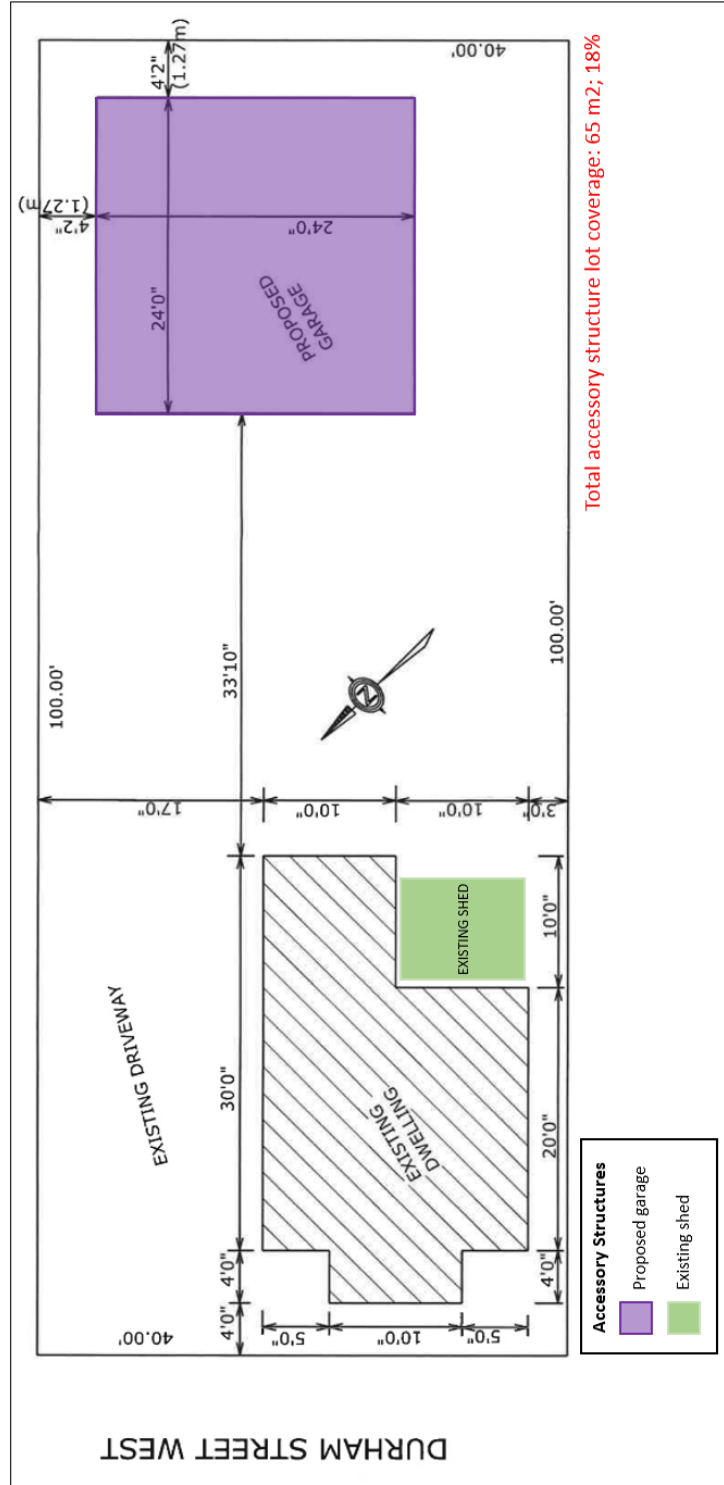 40.00'
4'2"
(1.27m)
4'2"
(1.27m)
24'0"
24'0"
PROPOSED
GARAGE
Total accessory structure lot coverage: 65 m2; 18%
100.00'
33'10"
N
100.00'
17'0"
10'0"
10'0"
3'0"
EXISTING DRIVEWAY
30'0"
EXISTING SHED
10'0"
EXISTING
DWELLING
20'0"
4'0"
4'0"
4'0"
5'0"
10'0"
5'0"
40.00'
DURHAM STREET WEST
Accessory Structures
Proposed garage
Existing shed